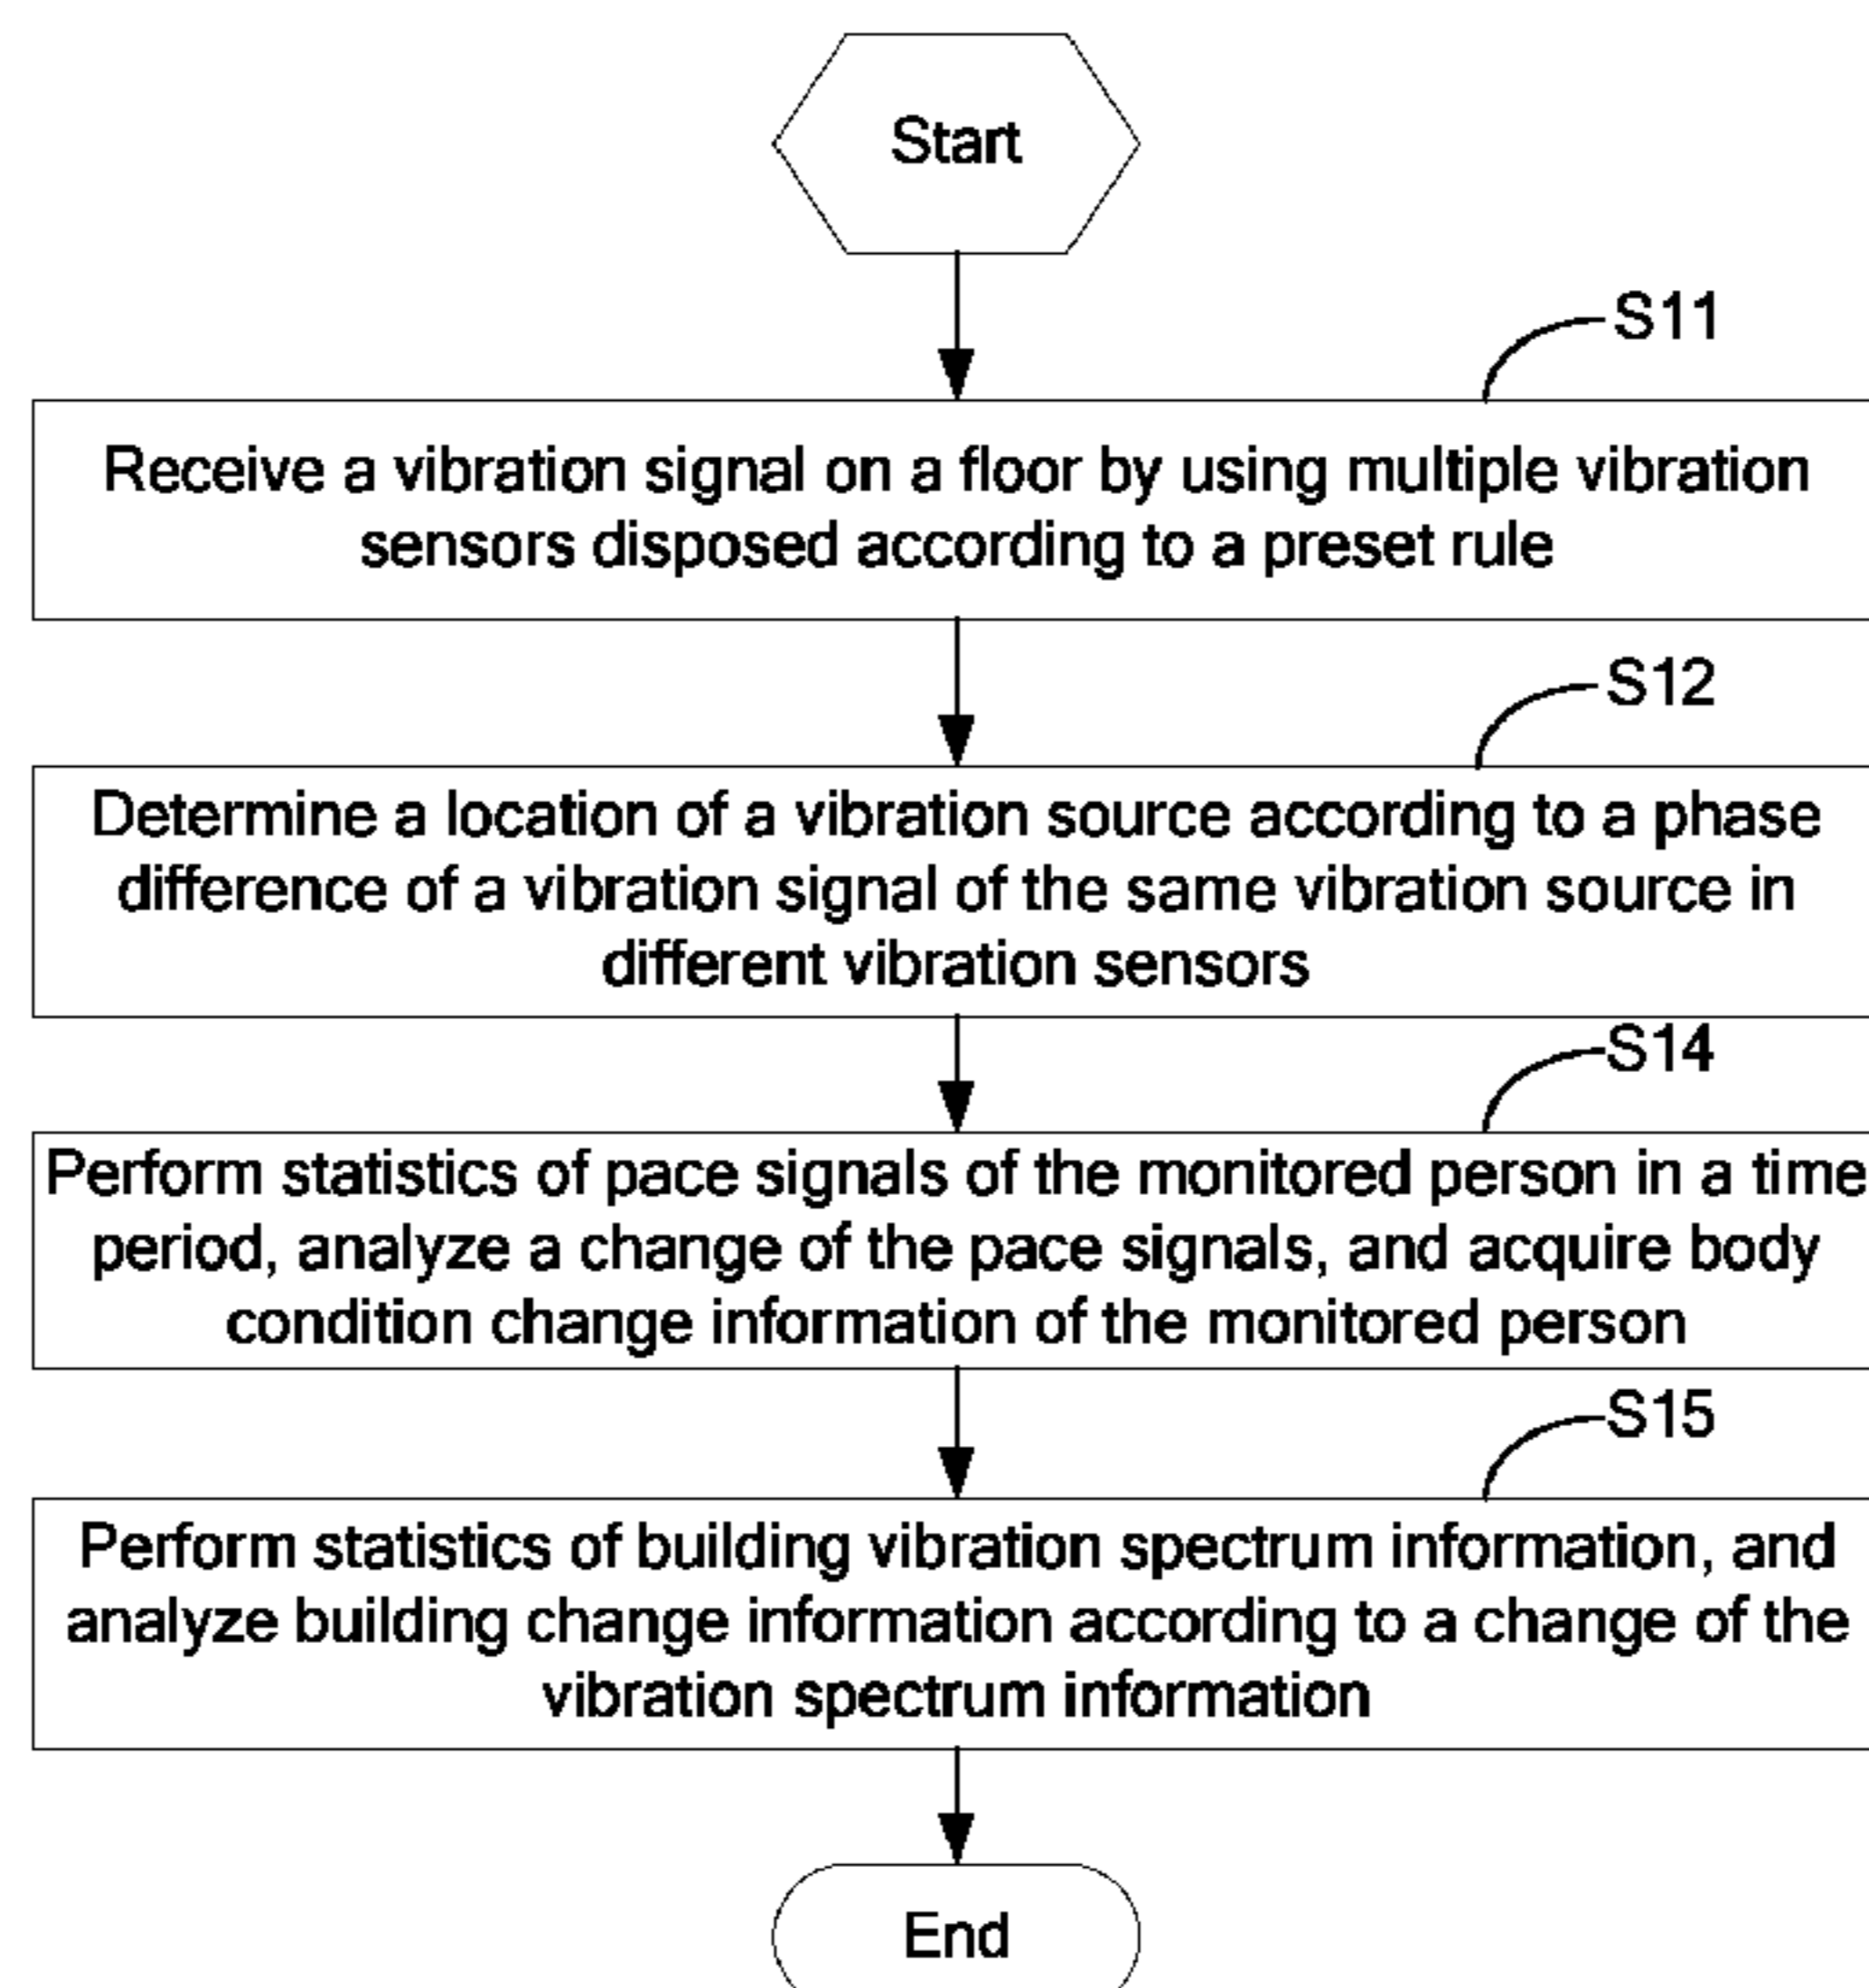 Start
S11
Receive a vibration signal on a floor by using multiple vibration
sensors disposed according to a preset rule
S12
Determine a location of a vibration source according to a phase
difference of a vibration signal of the same vibration source in
different vibration sensors
S14
Perform statistics of pace signals of the monitored person in a time
period, analyze a change of the pace signals, and acquire body
condition change information of the monitored person
S15
Perform statistics of building vibration spectrum information, and
analyze building change information according to a change of the
vibration spectrum information
End